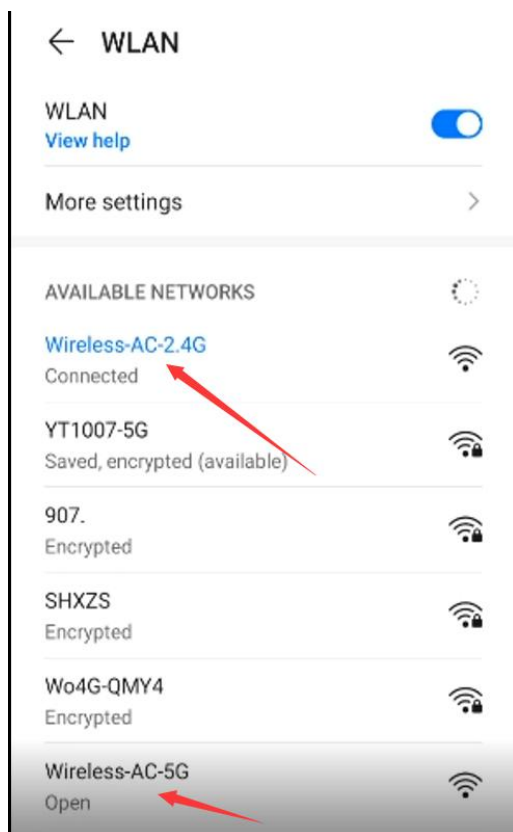 WLAN
WLAN
View help
More settings
AVAILABLE NETWORKS
Wireless-AC-2.4G
Connected
YT1007-5G
Saved, encrypted (available)
907.
Encrypted
SHXZS
Encrypted
Wo4G-QMY4
Encrypted
Wireless-AC-5G
Open